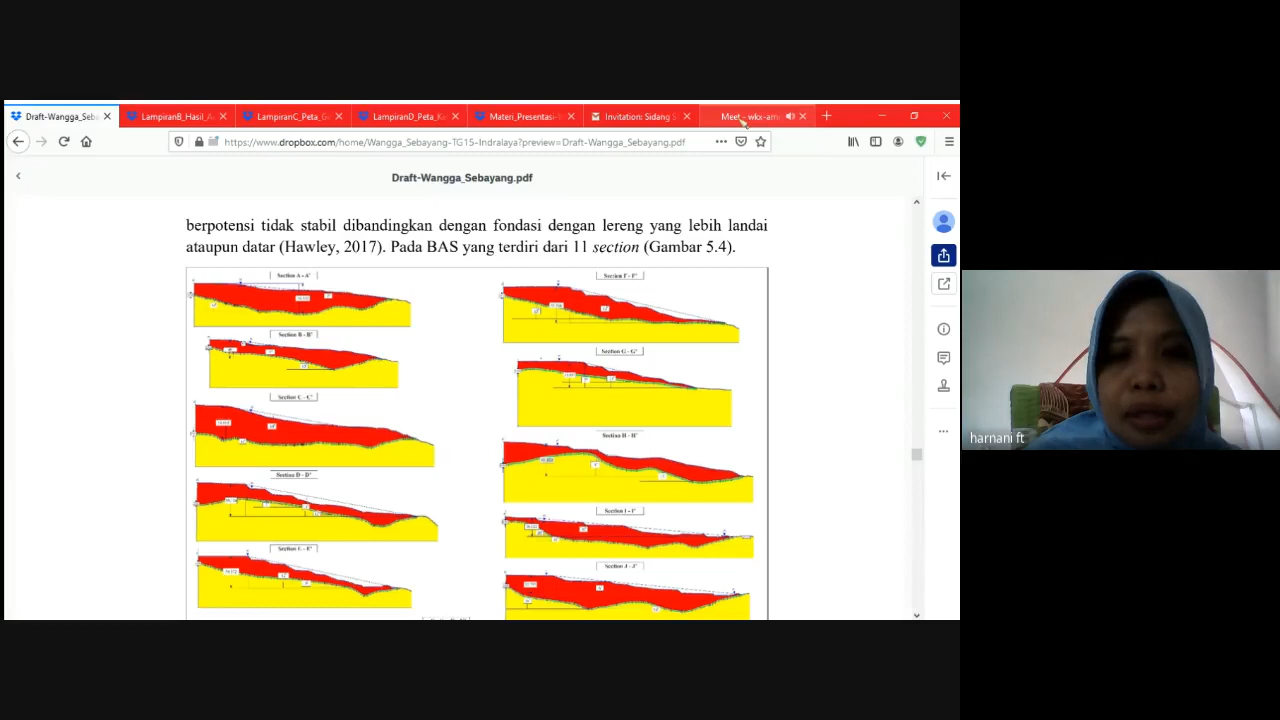 Draft-Wangga_Seba
LampiranB_Hasil_A
LampiranC_Peta_G
LampiranD_Peta_Ke
Materi_Presentasi-W
Invitation: Sidang S
Meet - wkx-am
https://www.dropbox.com/home/Wangga_Sebayang-TG15-Indralaya?preview=Draft-Wangga_Sebayang.pdf
Draft-Wangga_Sebayang.pdf
berpotensi tidak stabil dibandingkan dengan fondasi dengan lereng yang lebih landai
ataupun datar (Hawley, 2017). Pada BAS yang terdiri dari 11 section (Gambar 5.4).
Section A - A'
Section F - F'
Section B - B'
Section G - G'
Section C - C'
Section H - H'
Section D - D'
Section I - I'
Section E - E'
Section J - J'
harnani ft